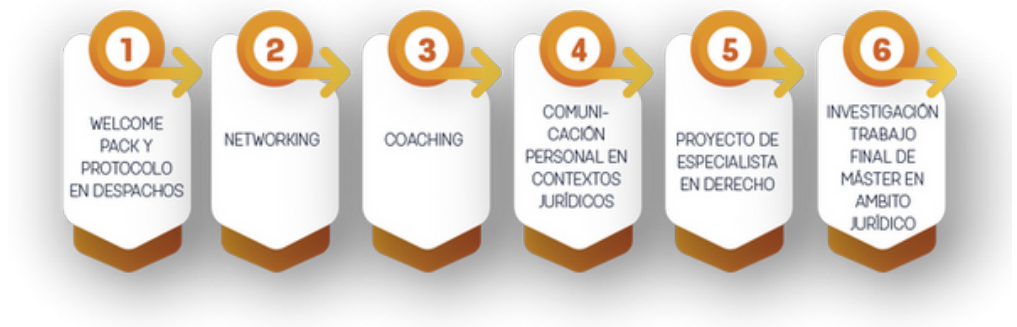 1
WELCOME
PACK Y
PROTOCOLO
EN DESPACHOS
2
NETWORKING
3
COACHING
4
COMUNI-
CACIÓN
PERSONAL EN
CONTEXTOS
JURÍDICOS
5
PROYECTO DE
ESPECIALISTA
EN DERECHO
6
INVESTIGACIÓN
TRABAJO
FINAL DE
MÁSTER EN
AMBITO
JURÍDICO